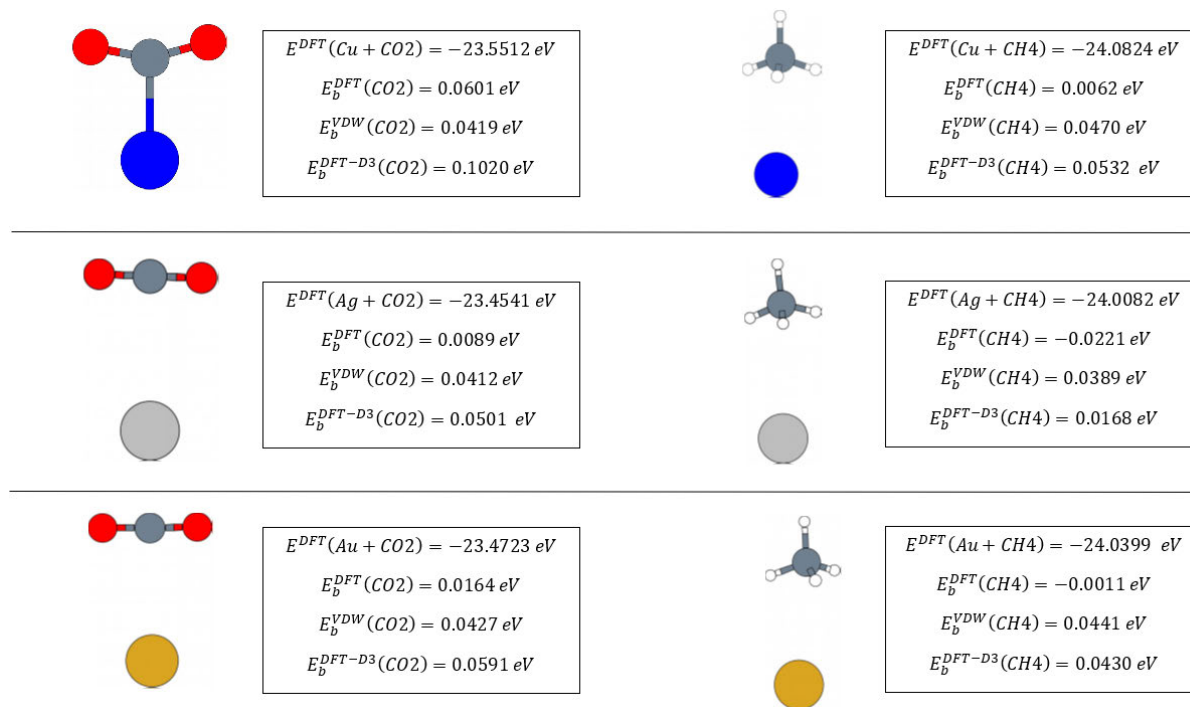 E^DFT(Cu + CO2) = −23.5512 eV
E_b^DFT(CO2) = 0.0601 eV
E_b^VDW(CO2) = 0.0419 eV
E_b^DFT−D3(CO2) = 0.1020 eV
E^DFT(Cu + CH4) = −24.0824 eV
E_b^DFT(CH4) = 0.0062 eV
E_b^VDW(CH4) = 0.0470 eV
E_b^DFT−D3(CH4) = 0.0532 eV
E^DFT(Ag + CO2) = −23.4541 eV
E_b^DFT(CO2) = 0.0089 eV
E_b^VDW(CO2) = 0.0412 eV
E_b^DFT−D3(CO2) = 0.0501 eV
E^DFT(Ag + CH4) = −24.0082 eV
E_b^DFT(CH4) = −0.0221 eV
E_b^VDW(CH4) = 0.0389 eV
E_b^DFT−D3(CH4) = 0.0168 eV
E^DFT(Au + CO2) = −23.4723 eV
E_b^DFT(CO2) = 0.0164 eV
E_b^VDW(CO2) = 0.0427 eV
E_b^DFT−D3(CO2) = 0.0591 eV
E^DFT(Au + CH4) = −24.0399 eV
E_b^DFT(CH4) = −0.0011 eV
E_b^VDW(CH4) = 0.0441 eV
E_b^DFT−D3(CH4) = 0.0430 eV